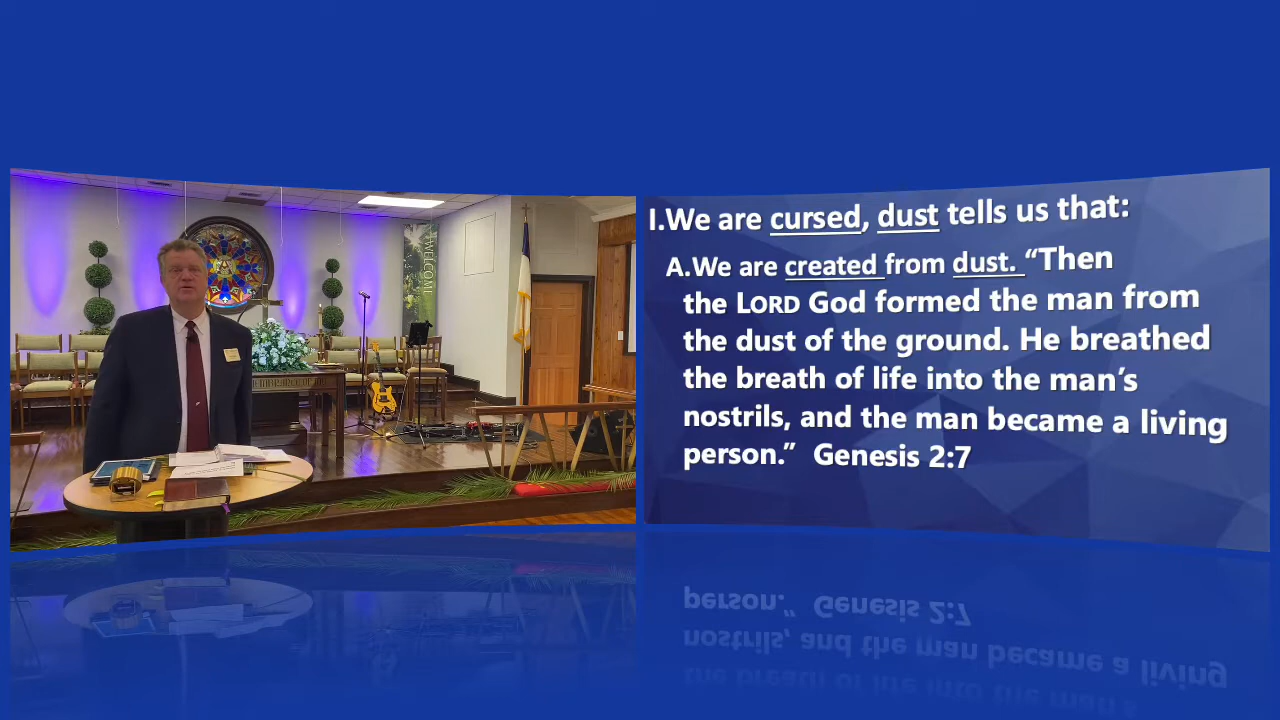 WELCOME
I.We are cursed, dust tells us that:
A.We are created from dust. “Then
the LORD God formed the man from
the dust of the ground. He breathed
the breath of life into the man’s
nostrils, and the man became a living
person.”  Genesis 2:7